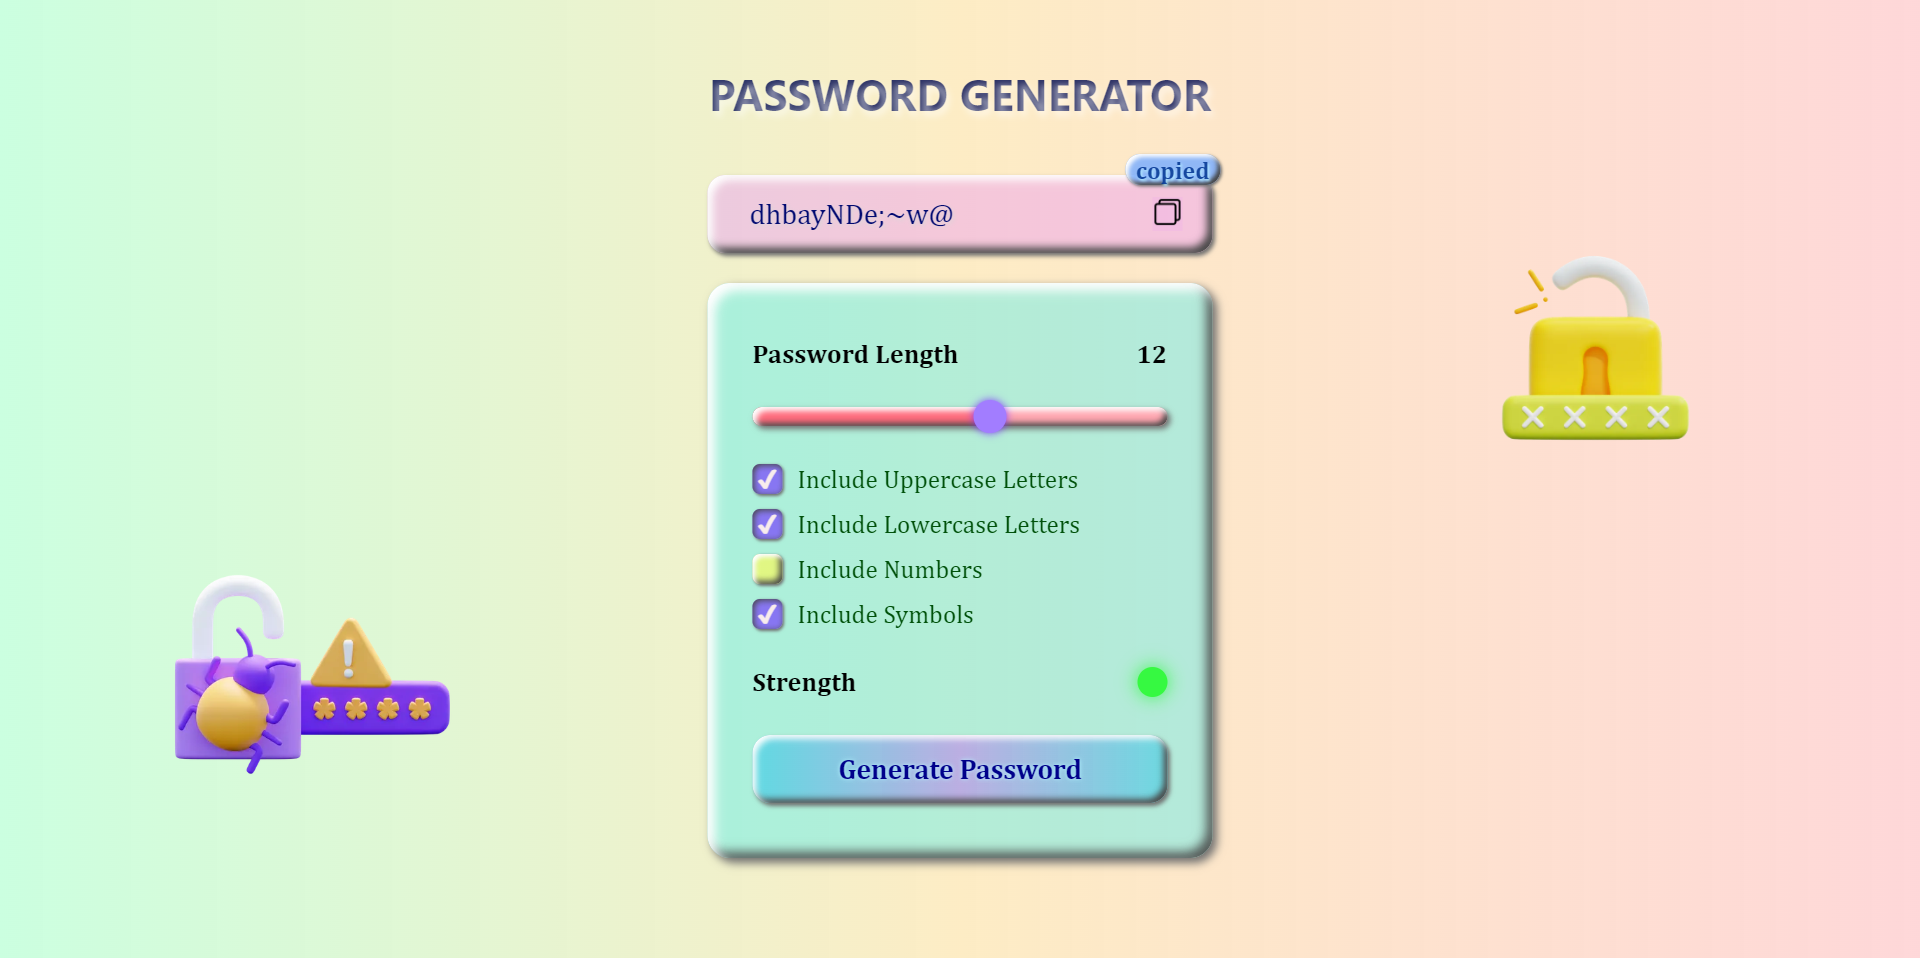 PASSWORD GENERATOR
copied
dhbayNDe;~w@
Password Length 12
Include Uppercase Letters
Include Lowercase Letters
Include Numbers
Include Symbols
Strength
Generate Password